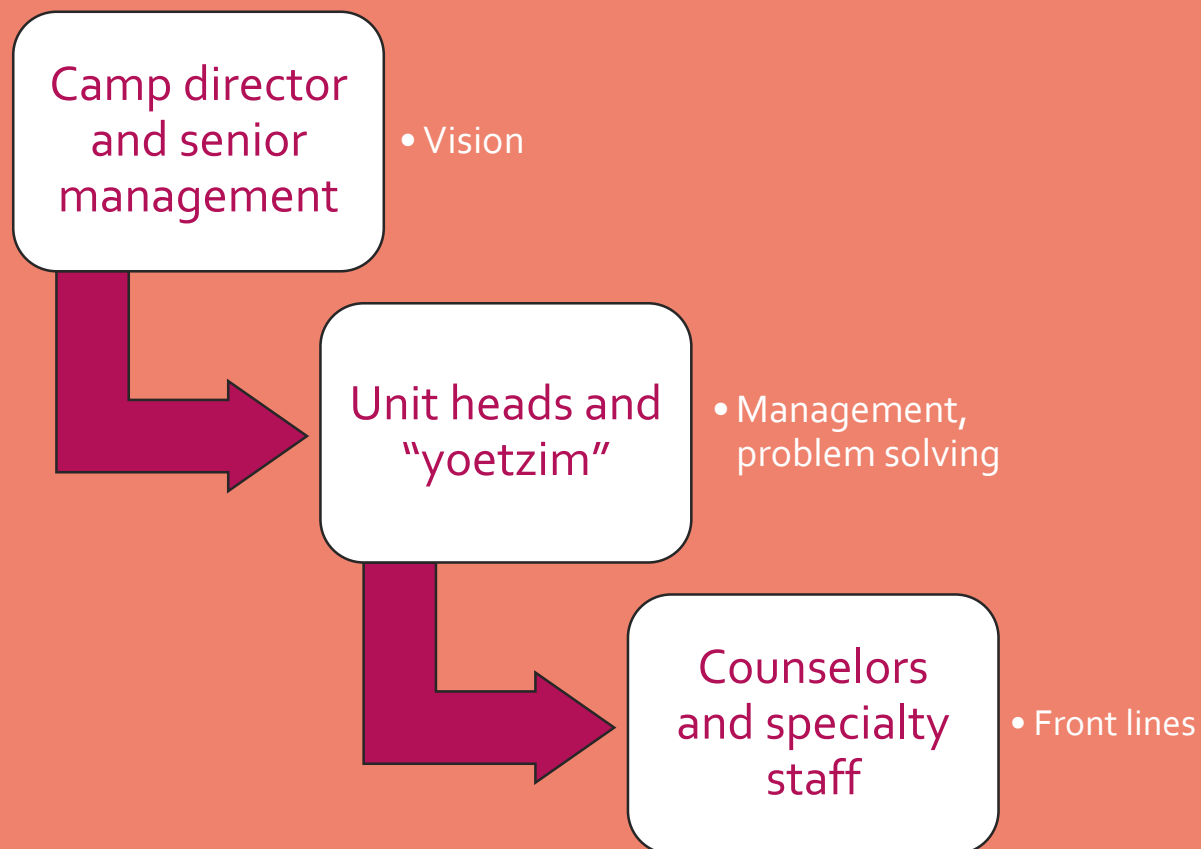 Camp director
and senior
management
• Vision
Unit heads and
“yoetzim”
• Management,
problem solving
Counselors
and specialty
staff
• Front lines